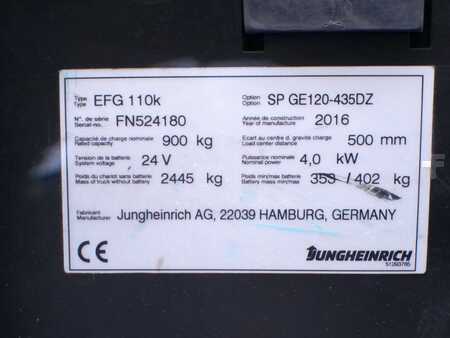 Type
Type EFG 110k Option
Option SP GE120-435DZ
N°. de série
Serial-no. FN524180 Année de construction
Year of manufacture 2016
Capacité de charge nominale
Rated capacity 900 kg Ecart au centre d. gravité charge
Load center distance 500 mm
Tension de la batterie
System voltage 24 V Puissance nominale
Nominal power 4,0 kW
Poids du chariot sans batterie
Mass of truck without battery 2445 kg Poids min/max batterie
Battery mass min/max 353 / 402 kg
Fabricant
Manufacturer Jungheinrich AG, 22039 HAMBURG, GERMANY
CE JUNGHEINRICH